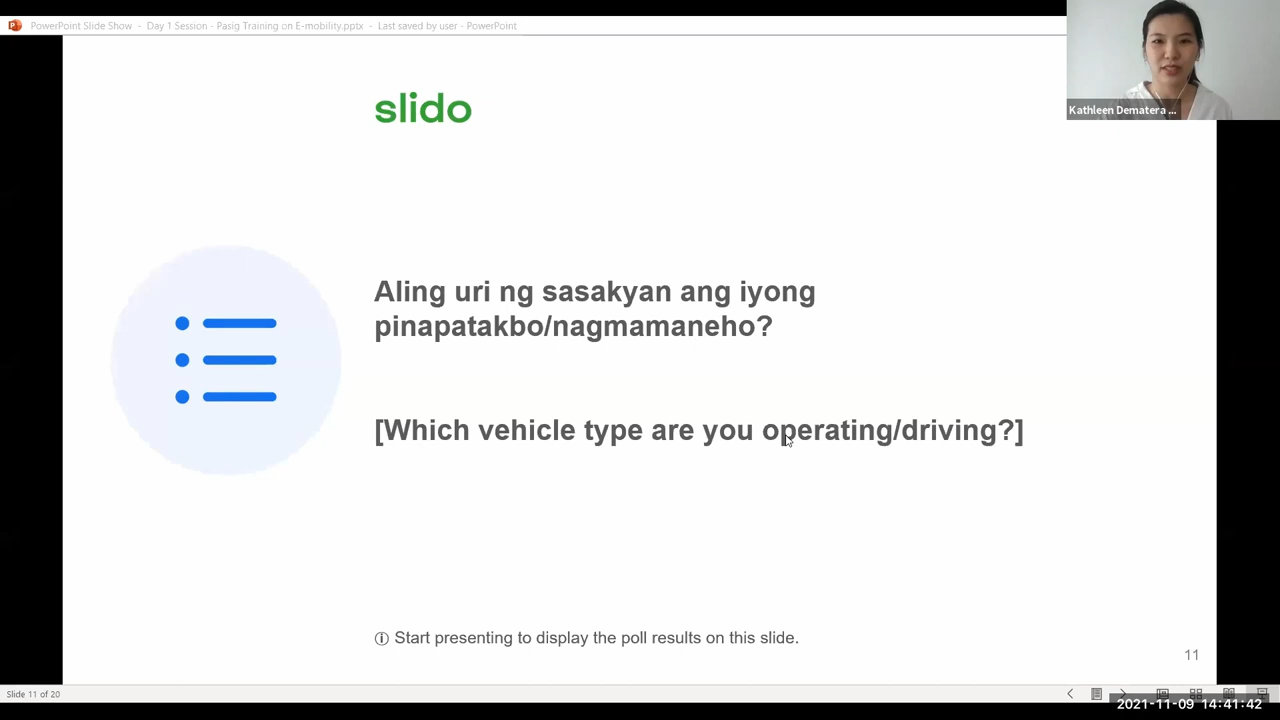 PowerPoint Slide Show - Day 1 Session - Pasig Training on E-mobility.pptx - Last saved by user - PowerPoint
Kathleen Dematera ...
slido
Aling uri ng sasakyan ang iyong
pinapatakbo/nagmamaneho?
[Which vehicle type are you operating/driving?]
Start presenting to display the poll results on this slide.
11
Slide 11 of 20
2021-11-09 14:41:42